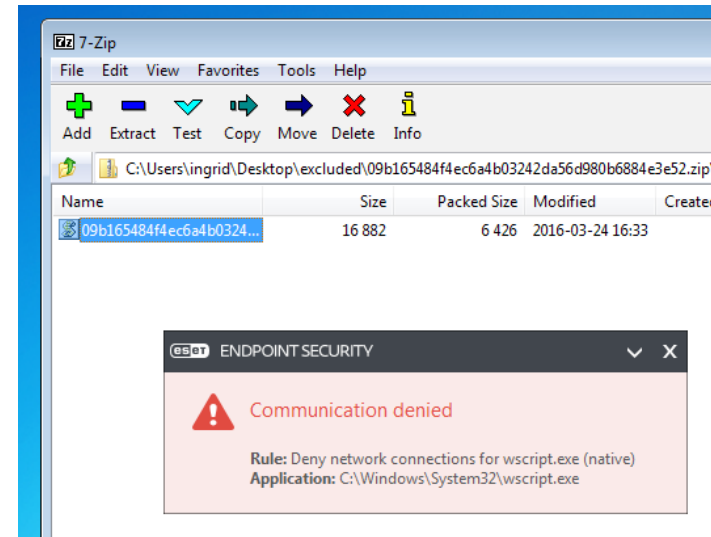 7z 7-Zip
File Edit View Favorites Tools Help
Add Extract Test Copy Move Delete Info
C:\Users\ingrid\Desktop\excluded\09b165484f4ec6a4b03242da56d980b6884e3e52.zip\
Name Size Packed Size Modified Create
09b165484f4ec6a4b0324... 16 882 6 426 2016-03-24 16:33
eset ENDPOINT SECURITY
Communication denied
Rule: Deny network connections for wscript.exe (native)
Application: C:\Windows\System32\wscript.exe